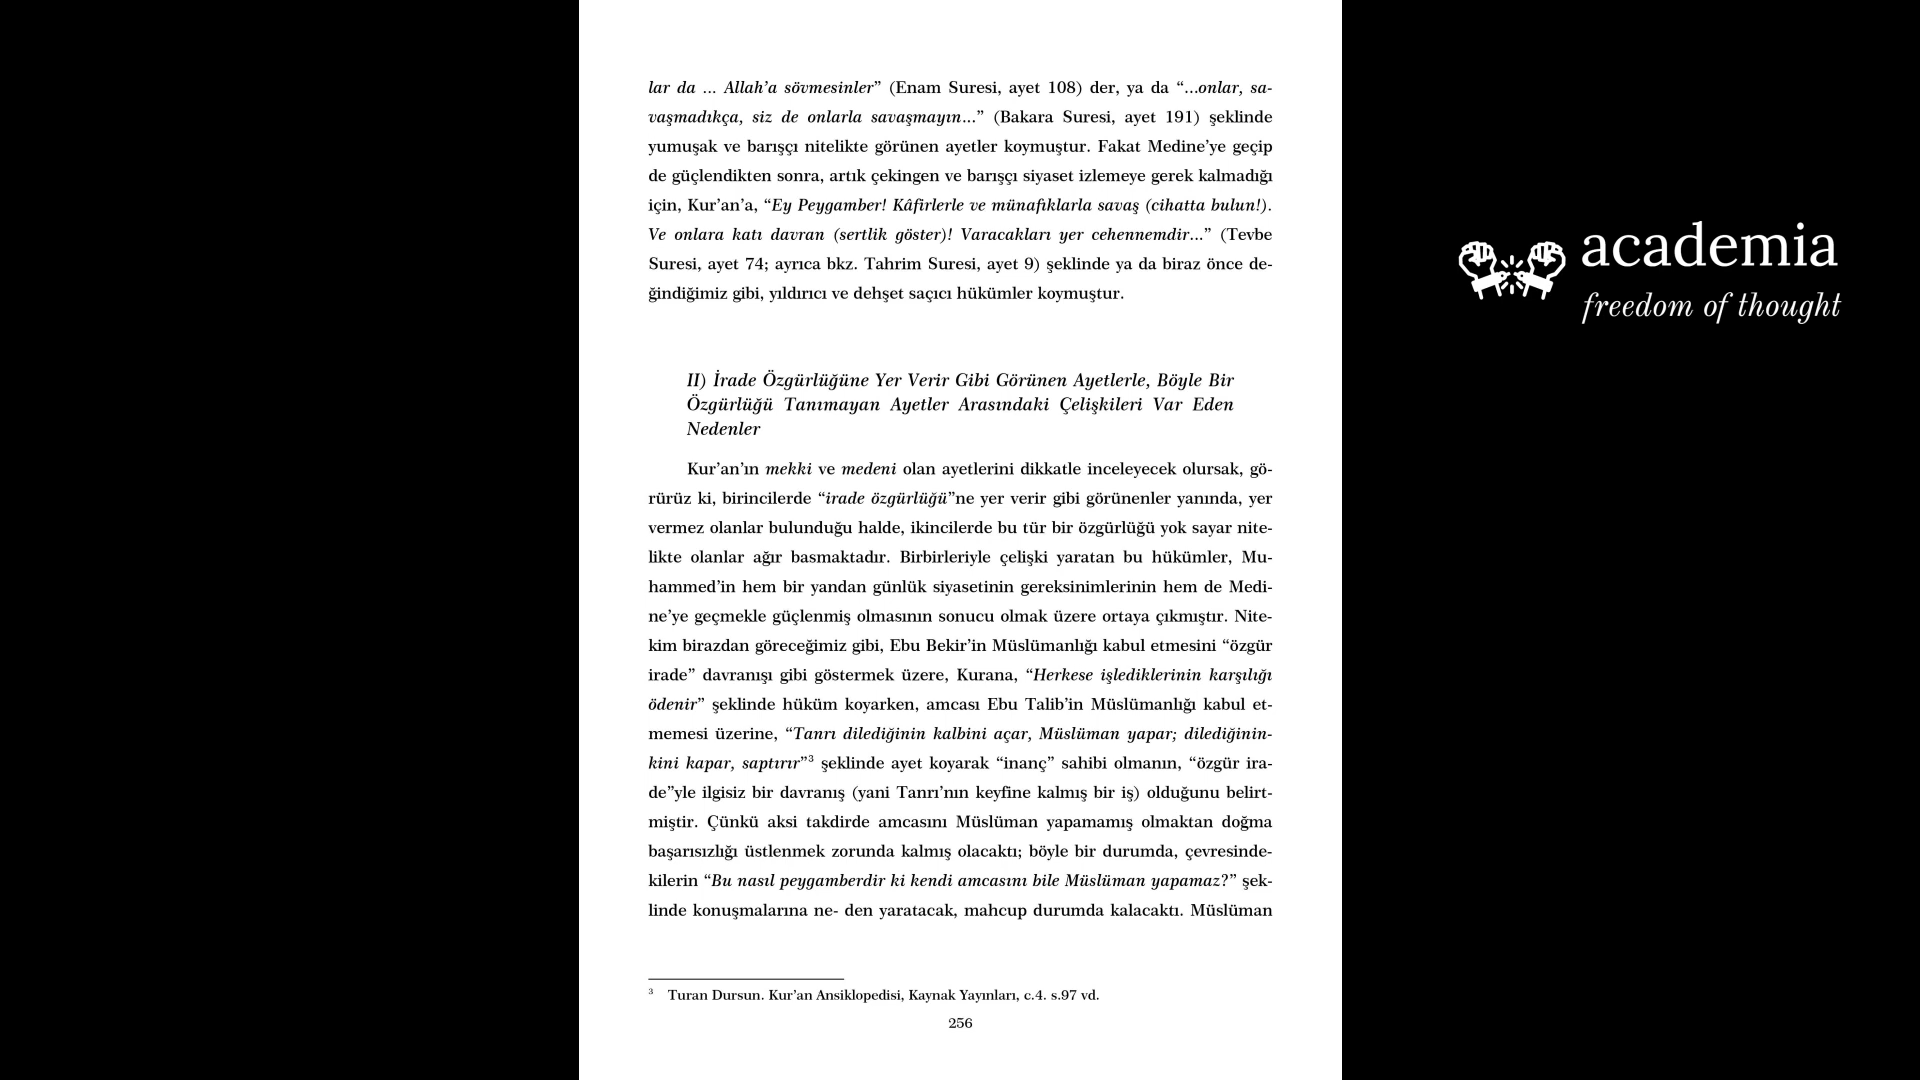 lar da ... Allah’a sövmesinler” (Enam Suresi, ayet 108) der, ya da “...onlar, sa-
vaşmadıkça, siz de onlarla savaşmayın...” (Bakara Suresi, ayet 191) şeklinde
yumuşak ve barışçı nitelikte görünen ayetler koymuştur. Fakat Medine’ye geçip
de güçlendikten sonra, artık çekingen ve barışçı siyaset izlemeye gerek kalmadığı
için, Kur’an’a, “Ey Peygamber! Kâfirlerle ve münafıklarla savaş (cihatta bulun!).
Ve onlara katı davran (sertlik göster)! Varacakları yer cehennemdir...” (Tevbe
Suresi, ayet 74; ayrıca bkz. Tahrim Suresi, ayet 9) şeklinde ya da biraz önce de-
ğindiğimiz gibi, yıldırıcı ve dehşet saçıcı hükümler koymuştur.
II) İrade Özgürlüğüne Yer Verir Gibi Görünen Ayetlerle, Böyle Bir
Özgürlüğü Tanımayan Ayetler Arasındaki Çelişkileri Var Eden
Nedenler
Kur’an’ın mekki ve medeni olan ayetlerini dikkatle inceleyecek olursak, gö-
rürüz ki, birincilerde “irade özgürlüğü”ne yer verir gibi görünenler yanında, yer
vermez olanlar bulunduğu halde, ikincilerde bu tür bir özgürlüğü yok sayar nite-
likte olanlar ağır basmaktadır. Birbirleriyle çelişki yaratan bu hükümler, Mu-
hammed’in hem bir yandan günlük siyasetinin gereksinimlerinin hem de Medi-
ne’ye geçmekle güçlenmiş olmasının sonucu olmak üzere ortaya çıkmıştır. Nite-
kim birazdan göreceğimiz gibi, Ebu Bekir’in Müslümanlığı kabul etmesini “özgür
irade” davranışı gibi göstermek üzere, Kurana, “Herkese işlediklerinin karşılığı
ödenir” şeklinde hüküm koyarken, amcası Ebu Talib’in Müslümanlığı kabul et-
memesi üzerine, “Tanrı dilediğinin kalbini açar, Müslüman yapar; dilediğinin-
kini kapar, saptırır”³ şeklinde ayet koyarak “inanç” sahibi olmanın, “özgür ira-
de”yle ilgisiz bir davranış (yani Tanrı’nın keyfine kalmış bir iş) olduğunu belirt-
miştir. Çünkü aksi takdirde amcasını Müslüman yapamamış olmaktan doğma
başarısızlığı üstlenmek zorunda kalmış olacaktı; böyle bir durumda, çevresinde-
kilerin “Bu nasıl peygamberdir ki kendi amcasını bile Müslüman yapamaz?” şek-
linde konuşmalarına ne- den yaratacak, mahcup durumda kalacaktı. Müslüman
³ Turan Dursun. Kur’an Ansiklopedisi, Kaynak Yayınları, c.4. s.97 vd.
256
academia
freedom of thought